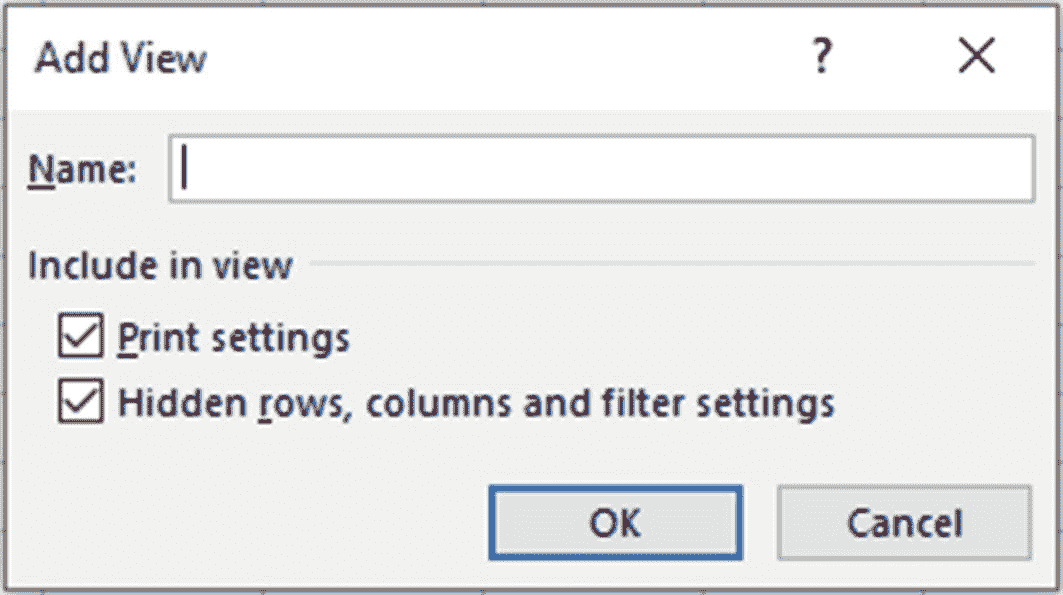 Add View ?
Name:
Include in view
Print settings
Hidden rows, columns and filter settings
OK Cancel